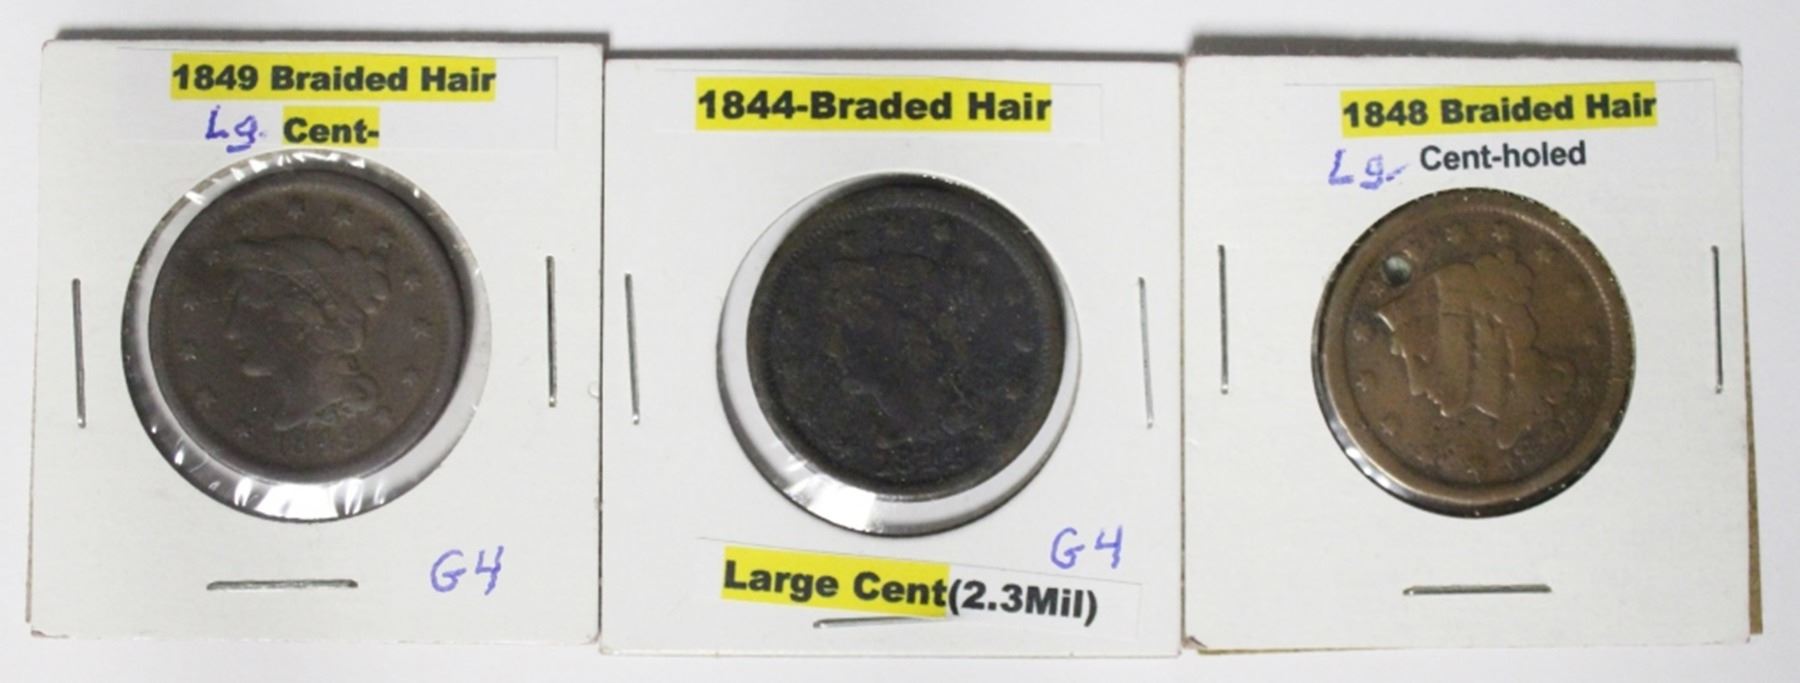 1849 Braided Hair
Lg. Cent-
G4
1844-Braded Hair
G4
Large Cent(2.3Mil)
1848 Braided Hair
Lg. Cent-holed